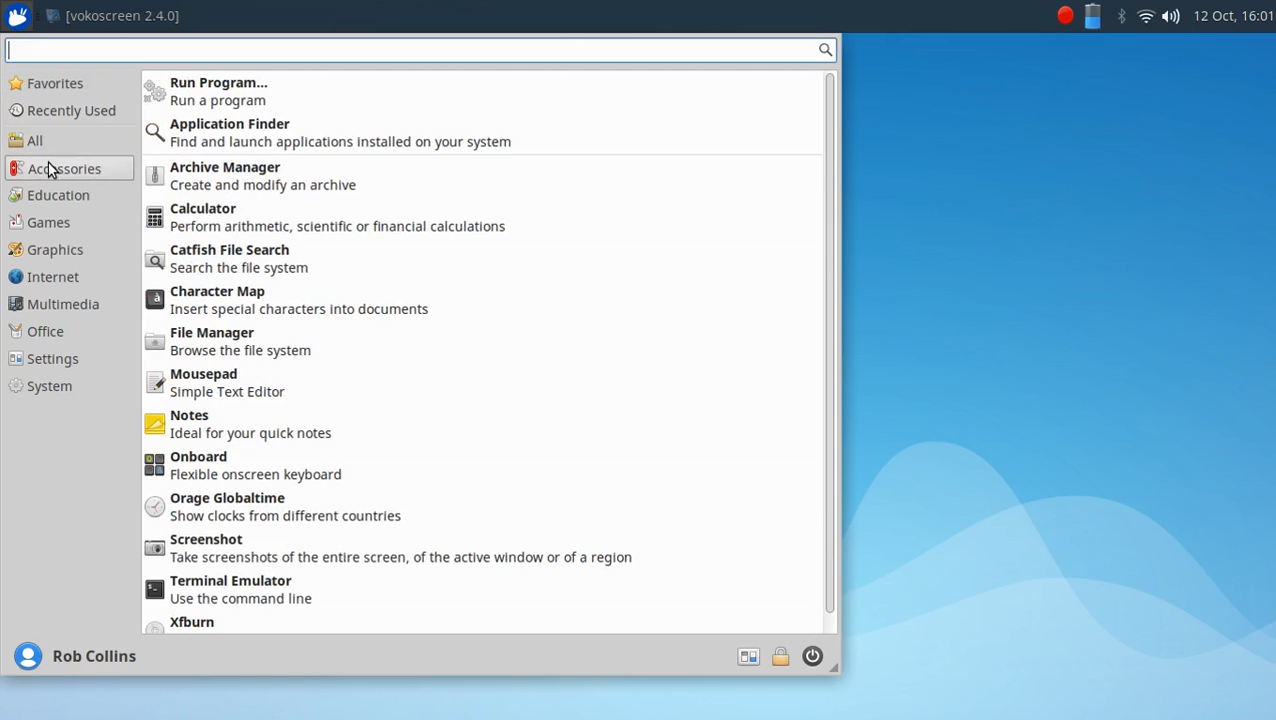 [vokoscreen 2.4.0]
12 Oct, 16:01
Favorites
Recently Used
All
Accessories
Education
Games
Graphics
Internet
Multimedia
Office
Settings
System
Run Program...
Run a program
Application Finder
Find and launch applications installed on your system
Archive Manager
Create and modify an archive
Calculator
Perform arithmetic, scientific or financial calculations
Catfish File Search
Search the file system
Character Map
Insert special characters into documents
File Manager
Browse the file system
Mousepad
Simple Text Editor
Notes
Ideal for your quick notes
Onboard
Flexible onscreen keyboard
Orage Globaltime
Show clocks from different countries
Screenshot
Take screenshots of the entire screen, of the active window or of a region
Terminal Emulator
Use the command line
Xfburn
Rob Collins